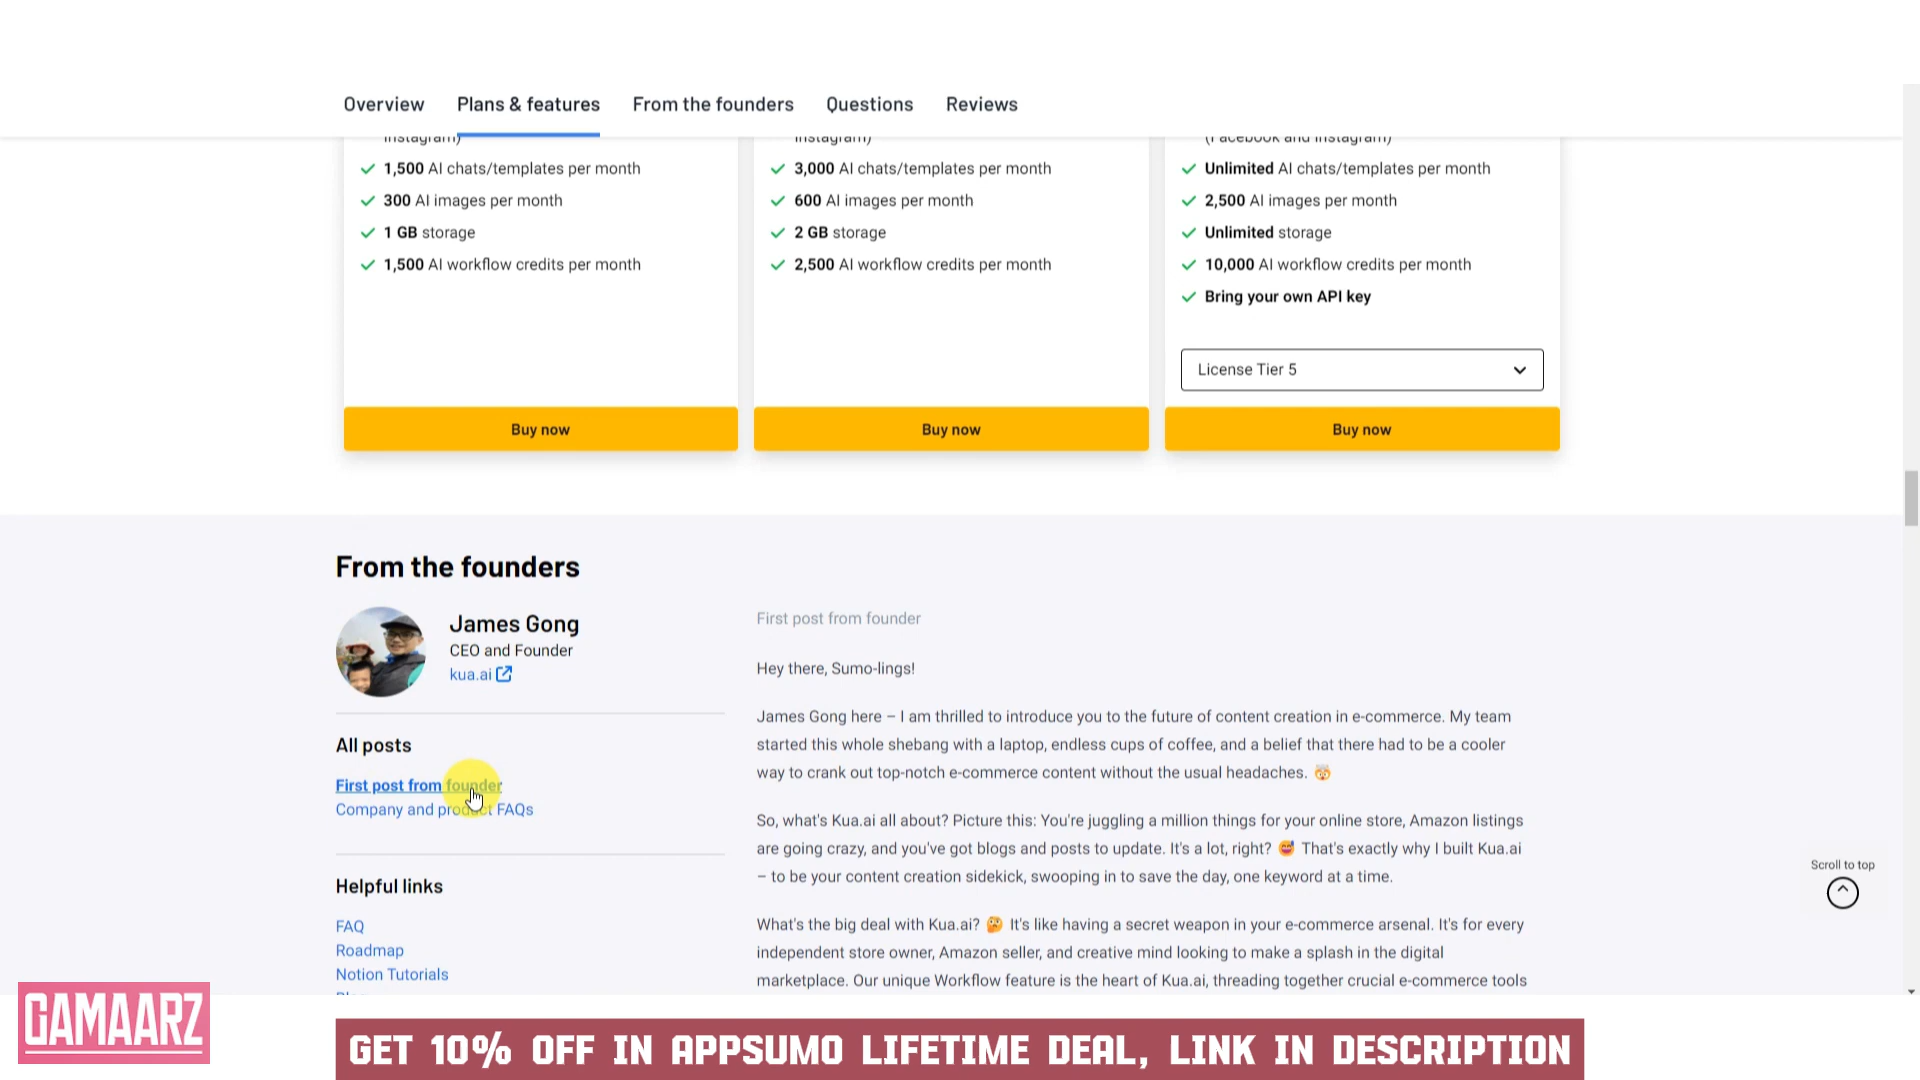 Overview Plans & features From the founders Questions Reviews
Instagram)
1,500 AI chats/templates per month
300 AI images per month
1 GB storage
1,500 AI workflow credits per month
Buy now
Instagram)
3,000 AI chats/templates per month
600 AI images per month
2 GB storage
2,500 AI workflow credits per month
Buy now
(Facebook and Instagram)
Unlimited AI chats/templates per month
2,500 AI images per month
Unlimited storage
10,000 AI workflow credits per month
Bring your own API key
License Tier 5
Buy now
From the founders
James Gong
CEO and Founder
kua.ai
All posts
First post from founder
Company and product FAQs
Helpful links
FAQ
Roadmap
Notion Tutorials
First post from founder
Hey there, Sumo-lings!
James Gong here – I am thrilled to introduce you to the future of content creation in e-commerce. My team
started this whole shebang with a laptop, endless cups of coffee, and a belief that there had to be a cooler
way to crank out top-notch e-commerce content without the usual headaches. 🤯
So, what's Kua.ai all about? Picture this: You're juggling a million things for your online store, Amazon listings
are going crazy, and you've got blogs and posts to update. It's a lot, right? 😅 That's exactly why I built Kua.ai
– to be your content creation sidekick, swooping in to save the day, one keyword at a time.
What's the big deal with Kua.ai? 🤔 It's like having a secret weapon in your e-commerce arsenal. It's for every
independent store owner, Amazon seller, and creative mind looking to make a splash in the digital
marketplace. Our unique Workflow feature is the heart of Kua.ai, threading together crucial e-commerce tools
Scroll to top
GAMAARZ
GET 10% OFF IN APPSUMO LIFETIME DEAL, LINK IN DESCRIPTION